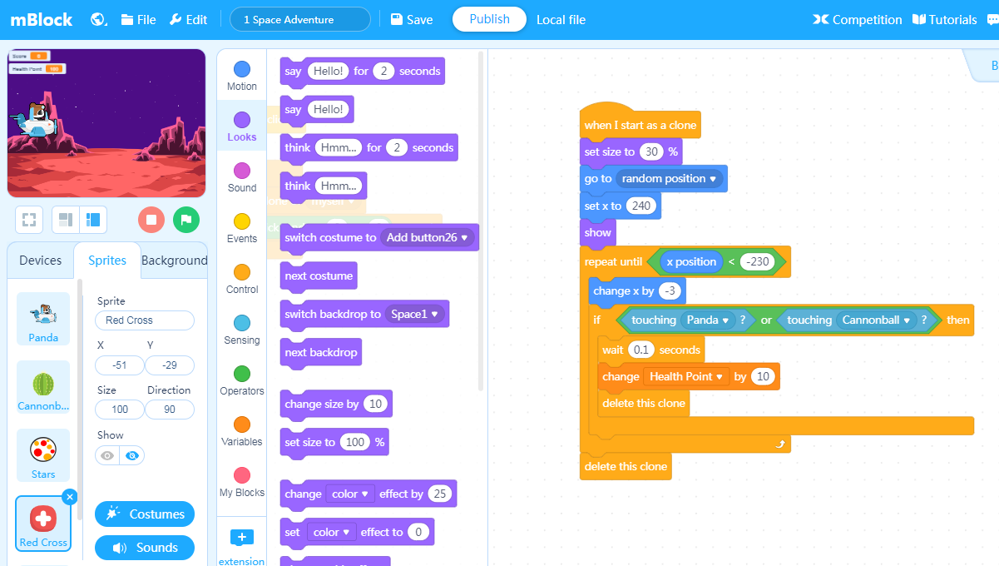 mBlock File Edit 1 Space Adventure Save Publish Local file Competition Tutorials
Score
Health Point 100
Devices Sprites Background
Panda
Cannonb...
Stars
Red Cross
Sprite
Red Cross
X Y
-51 -29
Size Direction
100 90
Show
Costumes
Sounds
Motion
Looks
Sound
Events
Control
Sensing
Operators
Variables
My Blocks
extension
say Hello! for 2 seconds
say Hello!
think Hmm... for 2 seconds
think Hmm...
myself
switch costume to Add button26
next costume
switch backdrop to Space1
next backdrop
change size by 10
set size to 100 %
change color effect by 25
set color effect to 0
when I start as a clone
set size to 30 %
go to random position
set x to 240
show
repeat until x position < -230
change x by -3
if touching Panda ? or touching Cannonball ? then
wait 0.1 seconds
change Health Point by 10
delete this clone
delete this clone
B